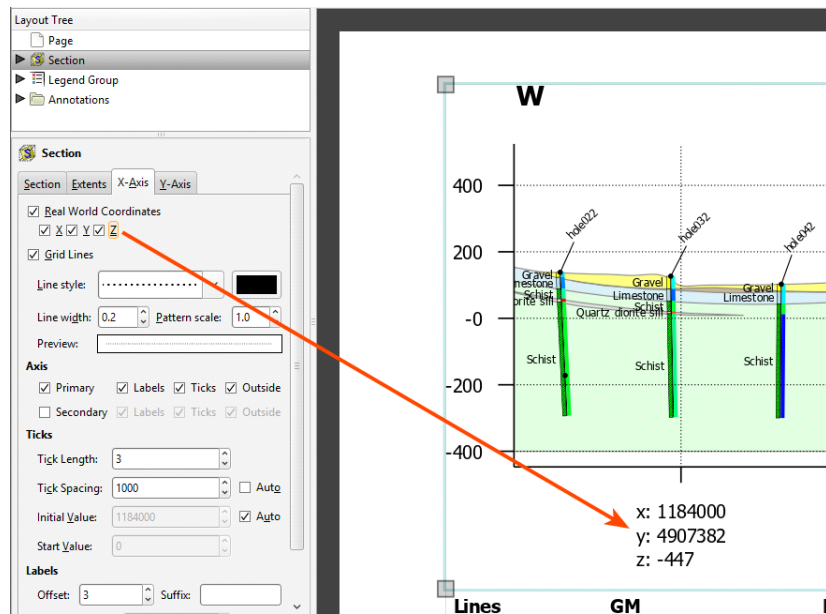 Layout Tree
Page
Section
Legend Group
Annotations
Section
Section Extents X-Axis Y-Axis
Real World Coordinates
X Y Z
Grid Lines
Line style:
Line width: 0.2 Pattern scale: 1.0
Preview:
Axis
Primary Labels Ticks Outside
Secondary Labels Ticks Outside
Ticks
Tick Length: 3
Tick Spacing: 1000 Auto
Initial Value: 1184000 Auto
Start Value: 0
Labels
Offset: 3 Suffix:
W
400
200
-0
-200
-400
hole022
hole032
hole042
Gravel
mestone
Schist
orite sill
Schist
Gravel
Limestone
Schist
Quartz diorite sill
Schist
Gravel
Limestone
Schist
x: 1184000
y: 4907382
z: -447
Lines GM